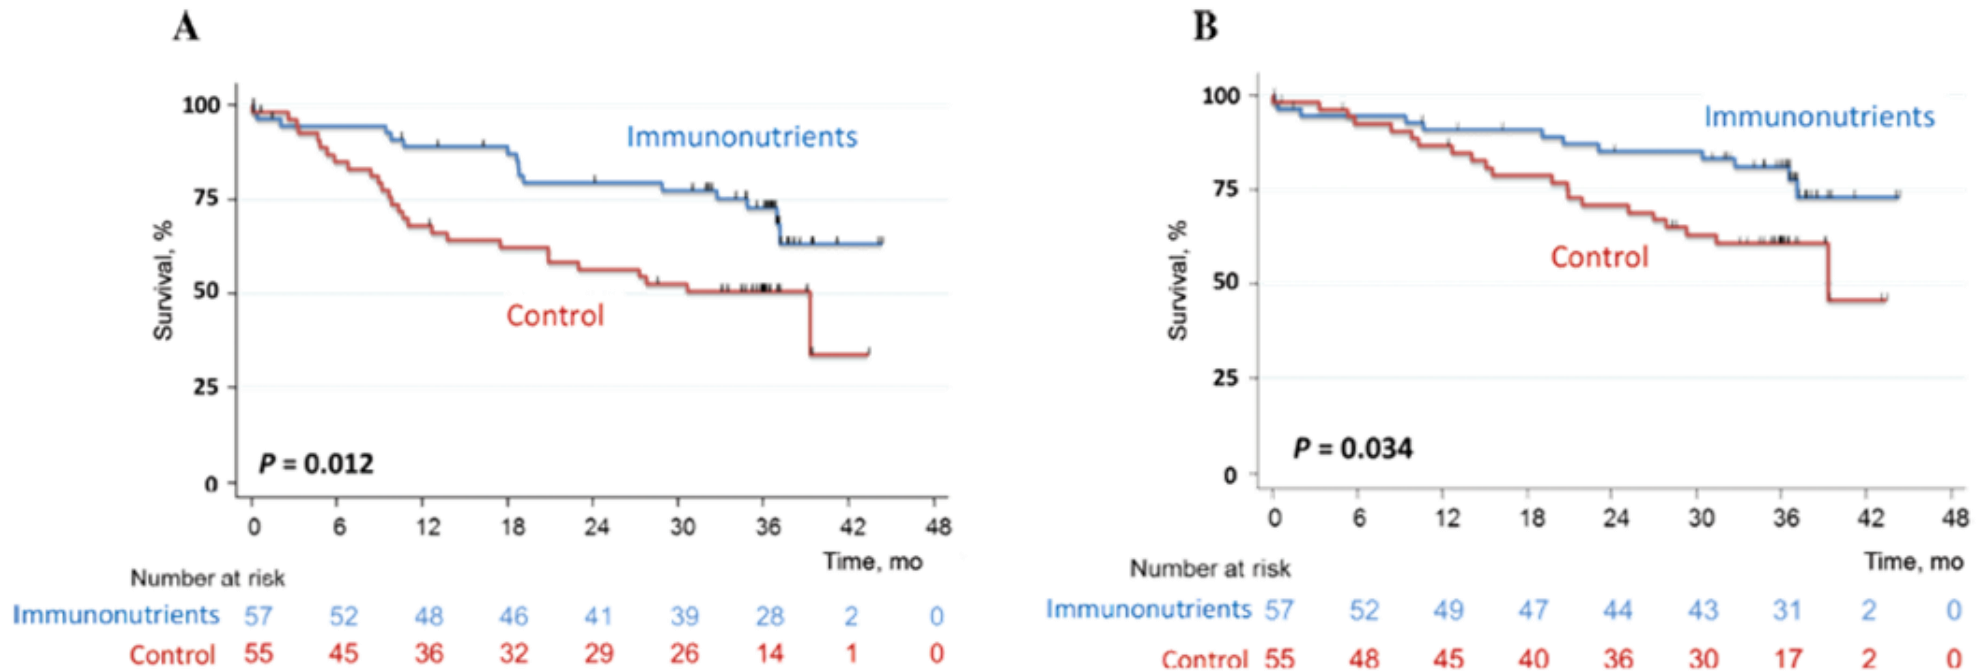 A
100
75
50
25
0
Survival, %
Immunonutrients
Control
P = 0.012
0 6 12 18 24 30 36 42 48
Time, mo
Number at risk
Immunonutrients 57 52 48 46 41 39 28 2 0
Control 55 45 36 32 29 26 14 1 0
B
100
75
50
25
0
Survival, %
Immunonutrients
Control
P = 0.034
0 6 12 18 24 30 36 42 48
Time, mo
Number at risk
Immunonutrients 57 52 49 47 44 43 31 2 0
Control 55 48 45 40 36 30 17 2 0